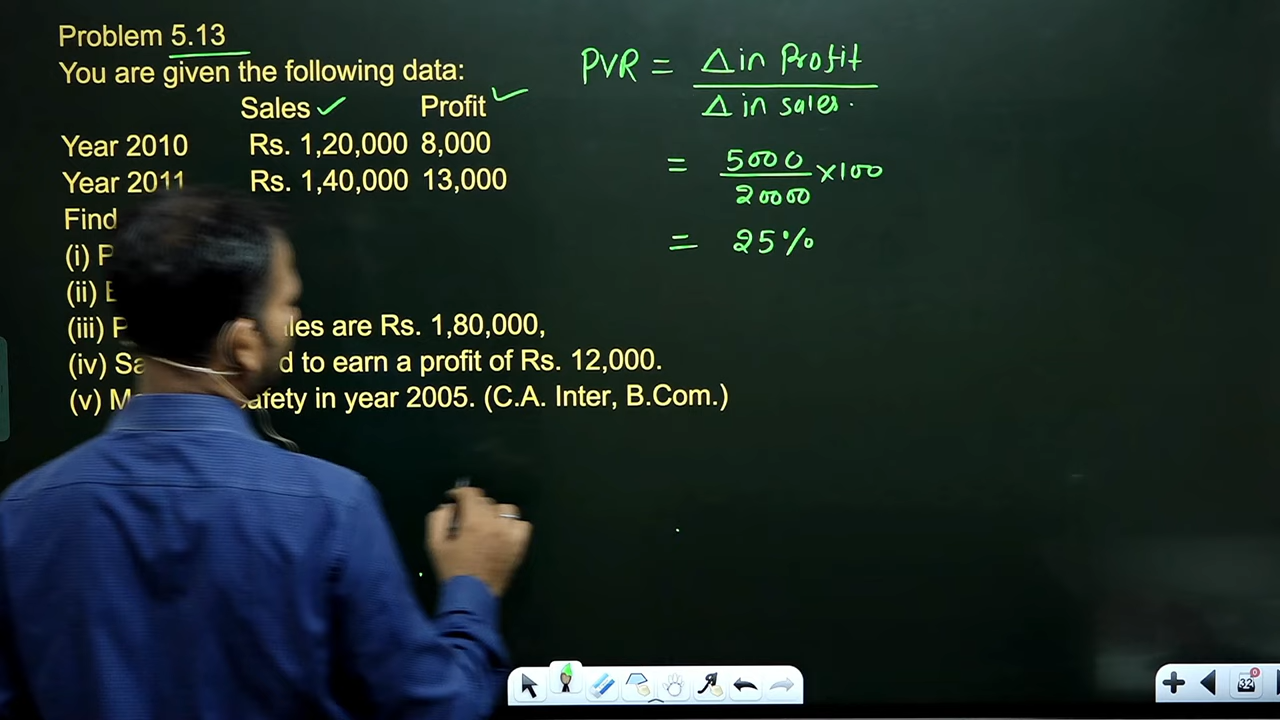 Problem 5.13
You are given the following data:
Sales Profit
Year 2010 Rs. 1,20,000 8,000
Year 2011 Rs. 1,40,000 13,000
Find
(i) P
(ii)
(iii) P les are Rs. 1,80,000,
(iv) Sa d to earn a profit of Rs. 12,000.
(v) M afety in year 2005. (C.A. Inter, B.Com.)
PVR = Δ in Profit
Δ in sales.
= 5000 ×100
20000
= 25%
32